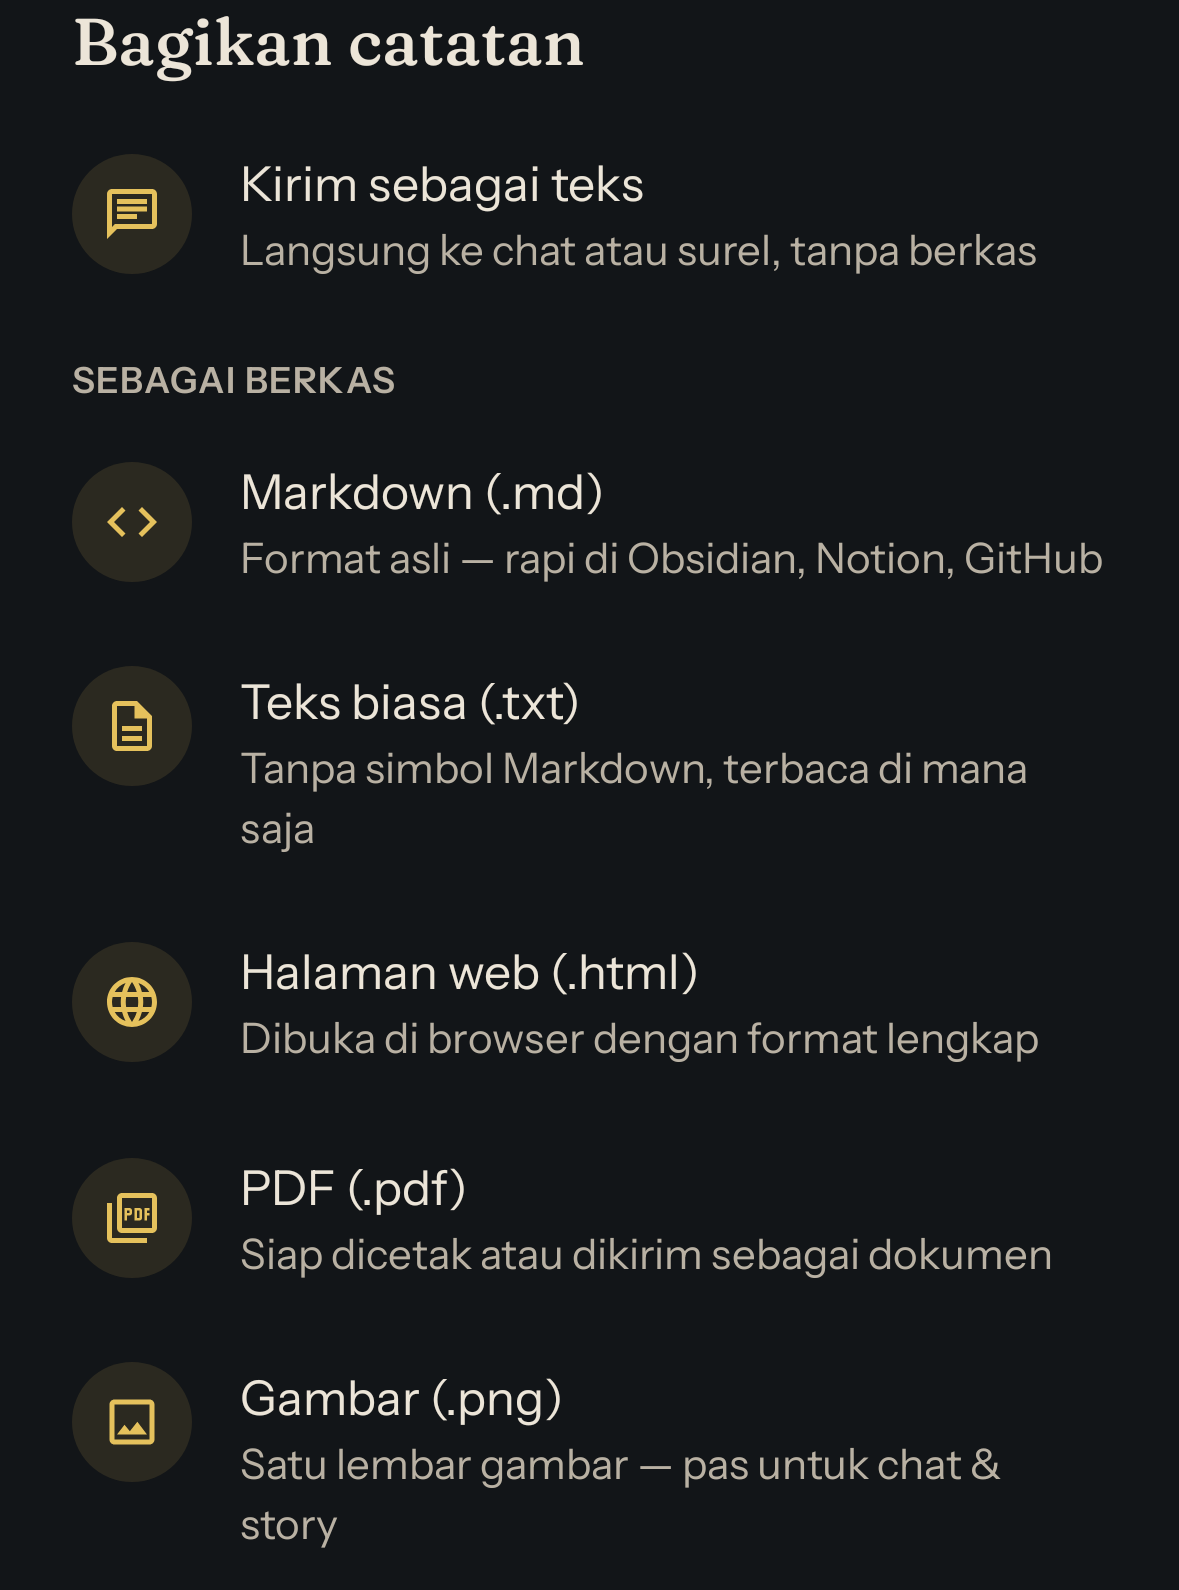 Bagikan catatan
Kirim sebagai teks
Langsung ke chat atau surel, tanpa berkas
SEBAGAI BERKAS
Markdown (.md)
Format asli — rapi di Obsidian, Notion, GitHub
Teks biasa (.txt)
Tanpa simbol Markdown, terbaca di mana
saja
Halaman web (.html)
Dibuka di browser dengan format lengkap
PDF
PDF (.pdf)
Siap dicetak atau dikirim sebagai dokumen
Gambar (.png)
Satu lembar gambar — pas untuk chat &
story